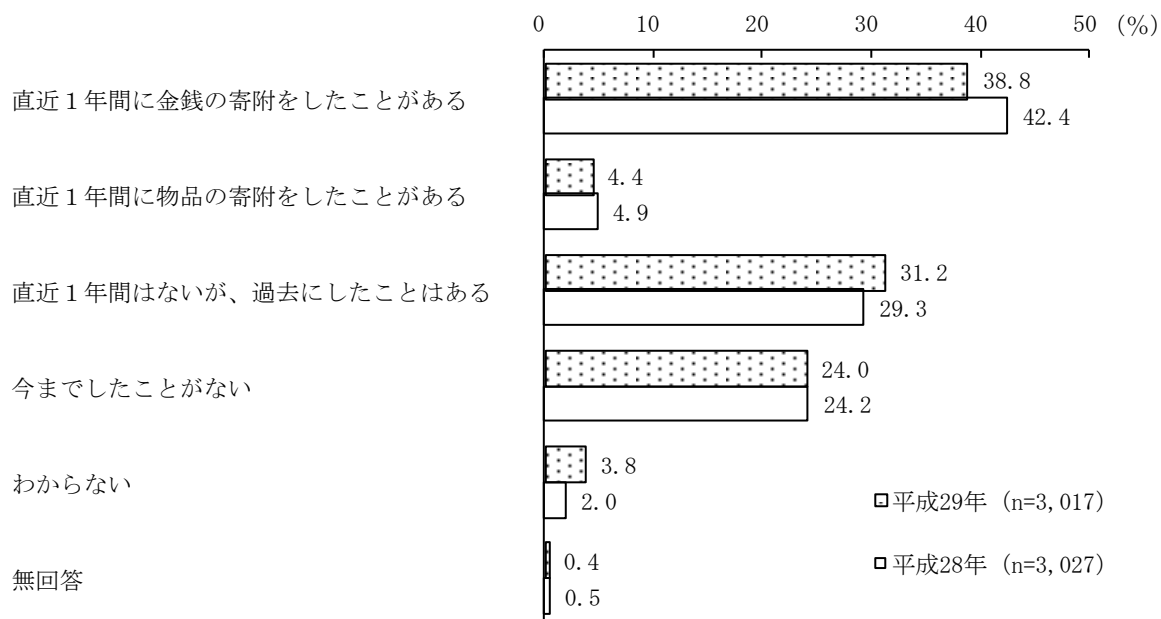 0 10 20 30 40 50 (%)
直近１年間に金銭の寄附をしたことがある
38.8
42.4
直近１年間に物品の寄附をしたことがある
4.4
4.9
直近１年間はないが、過去にしたことはある
31.2
29.3
今までしたことがない
24.0
24.2
わからない
3.8
2.0
平成29年 (n=3,017)
無回答
0.4
0.5
平成28年 (n=3,027)